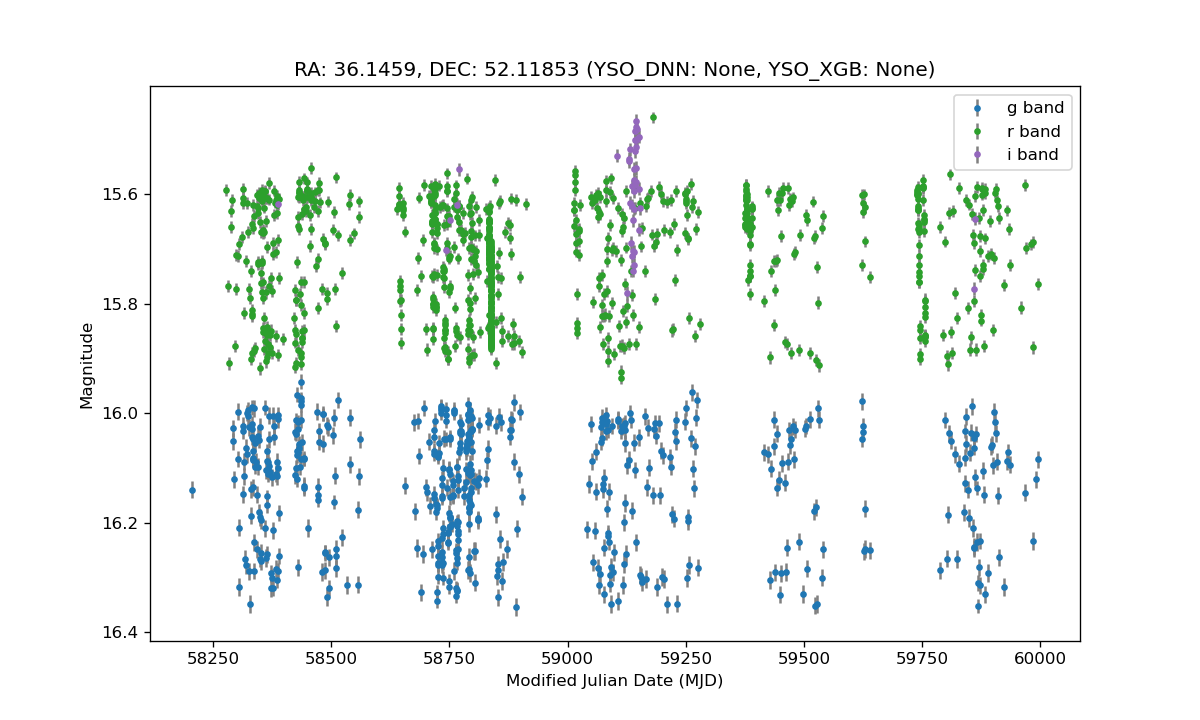 RA: 36.1459, DEC: 52.11853 (YSO_DNN: None, YSO_XGB: None)
g band
r band
i band
15.6
15.8
16.0
16.2
16.4
Magnitude
58250 58500 58750 59000 59250 59500 59750 60000
Modified Julian Date (MJD)